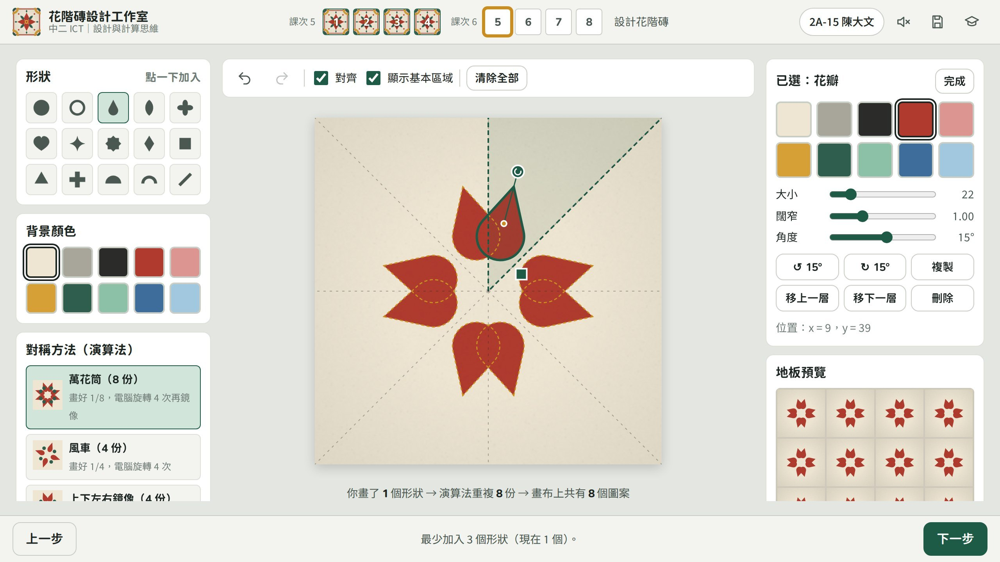 花階磚設計工作室
中二 ICT｜設計與計算思維
課次 5
1
2
3
4
課次 6
5
6
7
8
設計花階磚
2A-15 陳大文
形狀
點一下加入
背景顏色
對稱方法（演算法）
萬花筒（8 份）
畫好 1/8，電腦旋轉 4 次再鏡
像
風車（4 份）
畫好 1/4，電腦旋轉 4 次
上下左右鏡像（4 份）
對齊
顯示基本區域
清除全部
你畫了 1 個形狀 → 演算法重複 8 份 → 畫布上共有 8 個圖案
已選：花瓣
完成
大小
22
闊窄
1.00
角度
15°
↺ 15°
↻ 15°
複製
移上一層
移下一層
刪除
位置：x = 9，y = 39
地板預覽
上一步
最少加入 3 個形狀（現在 1 個）。
下一步